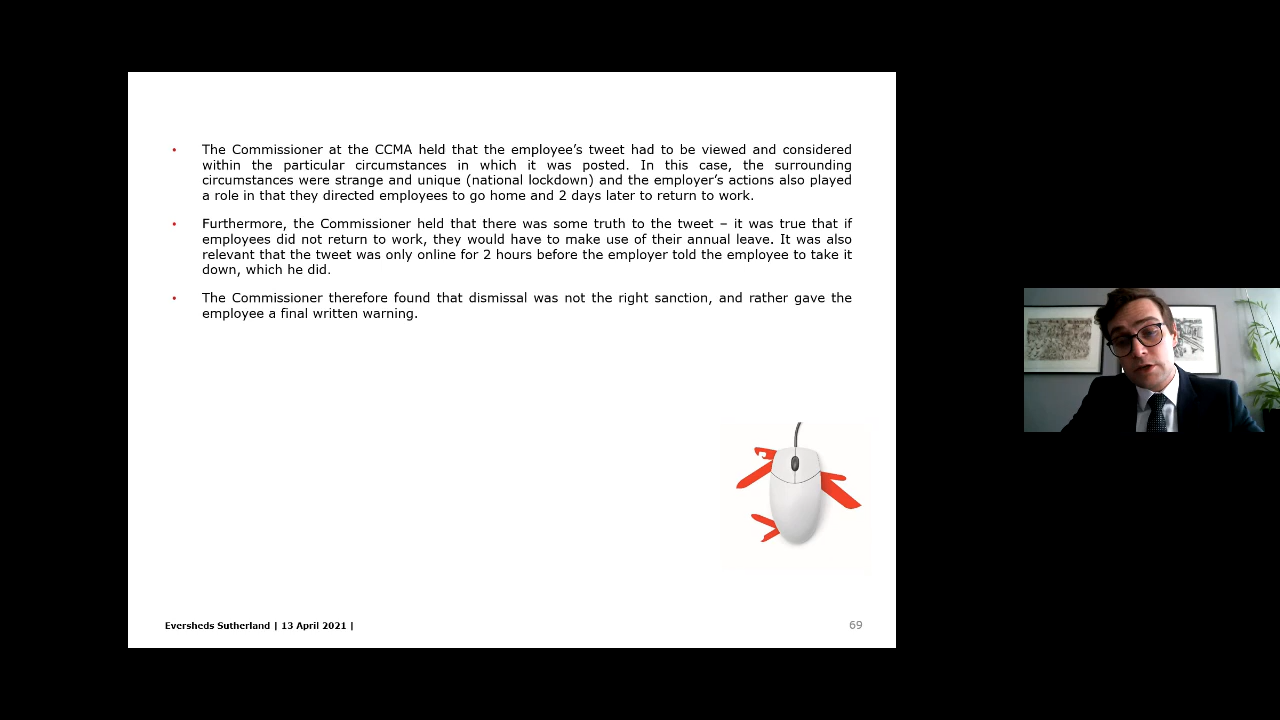 • The Commissioner at the CCMA held that the employee’s tweet had to be viewed and considered
within the particular circumstances in which it was posted. In this case, the surrounding
circumstances were strange and unique (national lockdown) and the employer’s actions also played
a role in that they directed employees to go home and 2 days later to return to work.
• Furthermore, the Commissioner held that there was some truth to the tweet – it was true that if
employees did not return to work, they would have to make use of their annual leave. It was also
relevant that the tweet was only online for 2 hours before the employer told the employee to take it
down, which he did.
• The Commissioner therefore found that dismissal was not the right sanction, and rather gave the
employee a final written warning.
Eversheds Sutherland | 13 April 2021 |
69